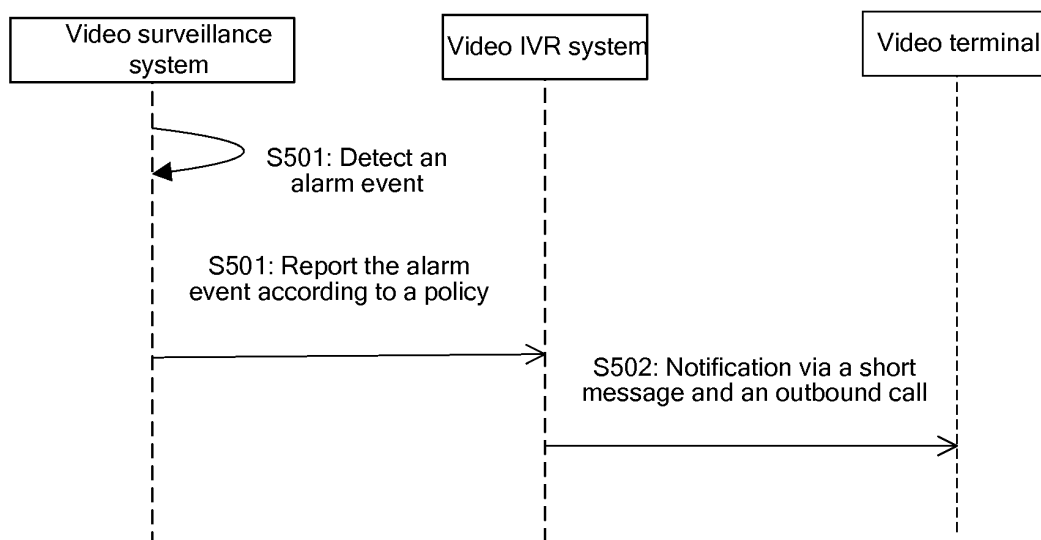 Video surveillance
system
Video IVR system
Video terminal
S501: Detect an
alarm event
S501: Report the alarm
event according to a policy
S502: Notification via a short
message and an outbound call